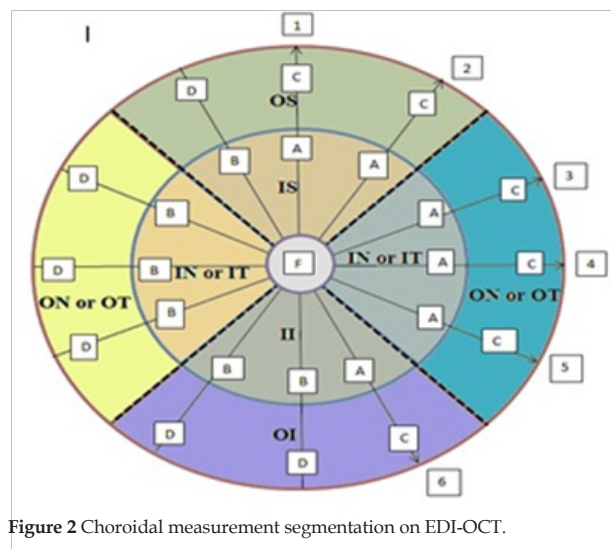 I
1
2
D
C
C
OS
B
A
A
IS
D
C
3
B
A
F
D
B
IN or IT
IN or IT
A
C
4
ON or OT
ON or OT
B
A
D
C
5
II
B
B
A
D
OI
C
D
6
Figure 2 Choroidal measurement segmentation on EDI-OCT.